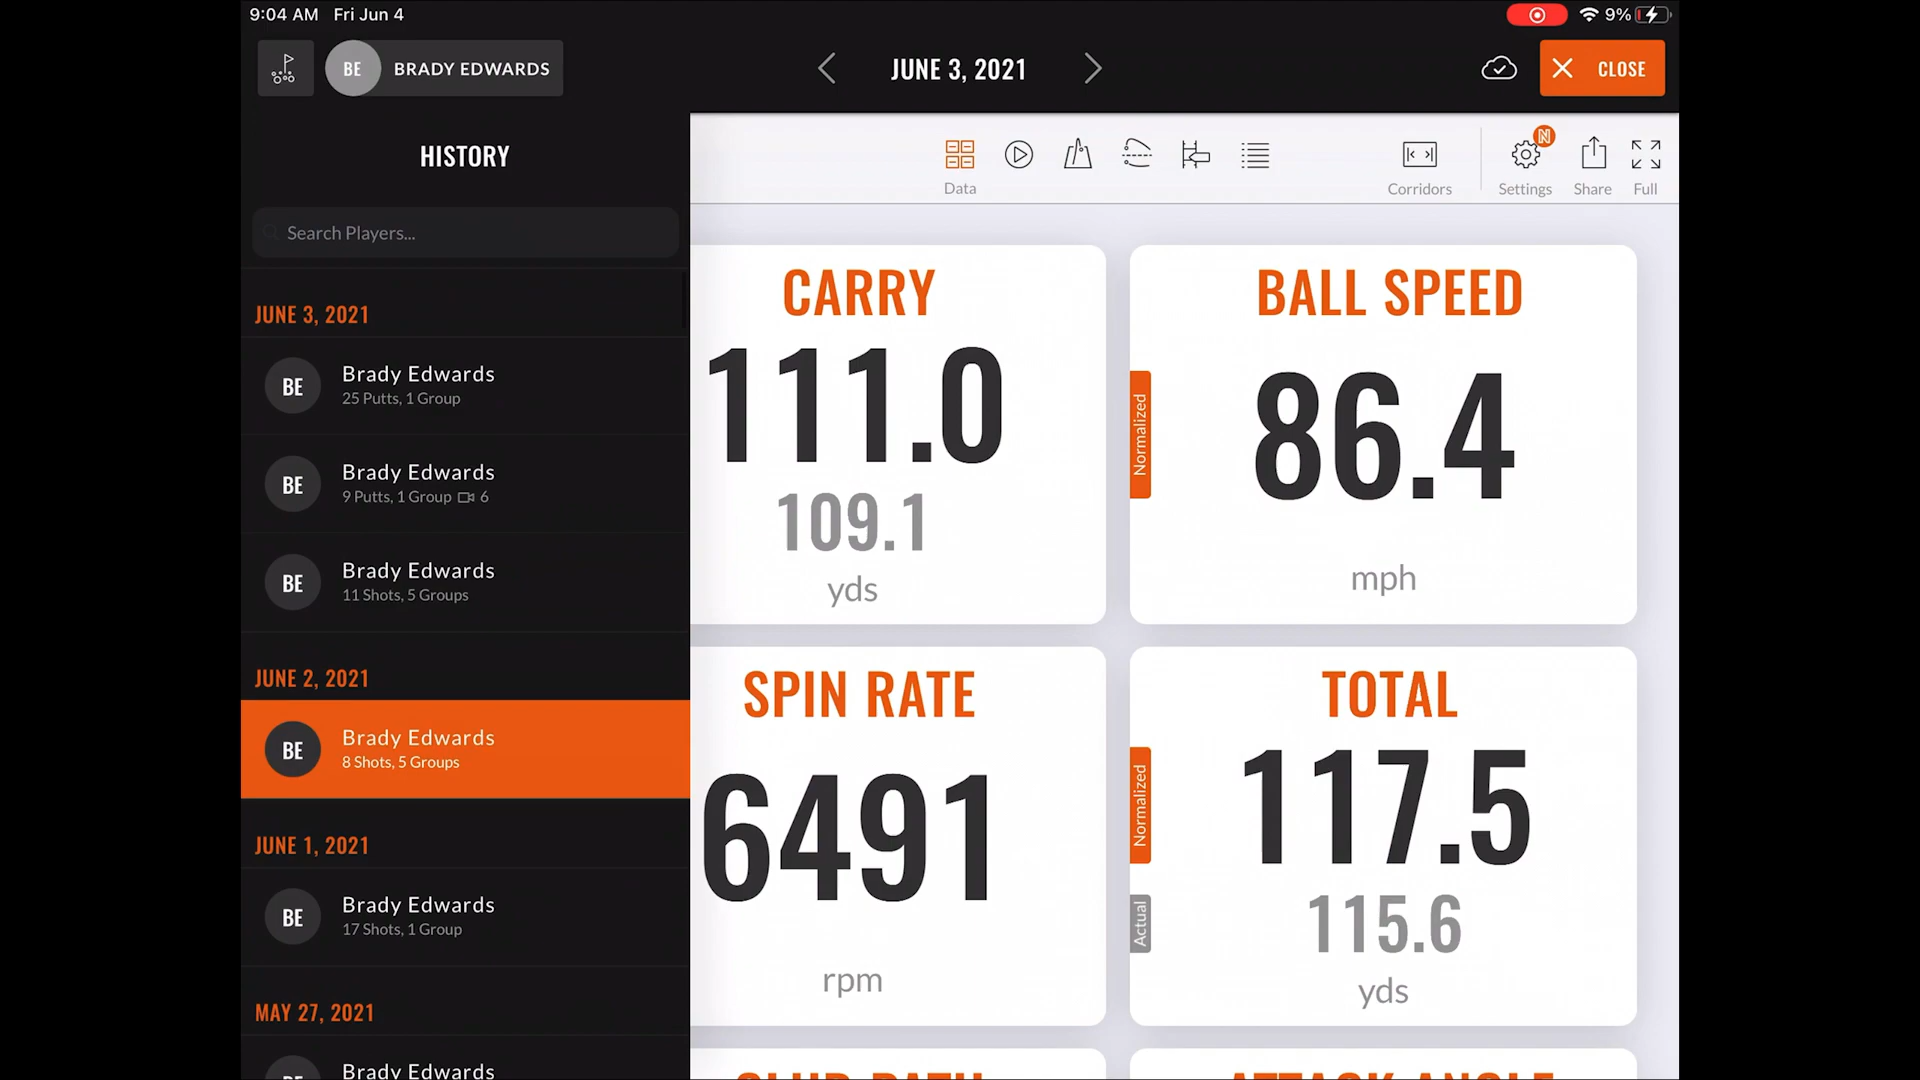 9:04 AM Fri Jun 4
9%
BE BRADY EDWARDS
JUNE 3, 2021
CLOSE
HISTORY
Search Players...
JUNE 3, 2021
BE
Brady Edwards
25 Putts, 1 Group
BE
Brady Edwards
9 Putts, 1 Group 6
BE
Brady Edwards
11 Shots, 5 Groups
JUNE 2, 2021
BE
Brady Edwards
8 Shots, 5 Groups
JUNE 1, 2021
BE
Brady Edwards
17 Shots, 1 Group
MAY 27, 2021
BE
Brady Edwards
Data
Corridors
N
Settings
Share
Full
CARRY
111.0
109.1
yds
BALL SPEED
Normalized
86.4
mph
SPIN RATE
6491
rpm
TOTAL
Normalized
117.5
Actual
115.6
yds
CLUB PATH
ATTACK ANGLE